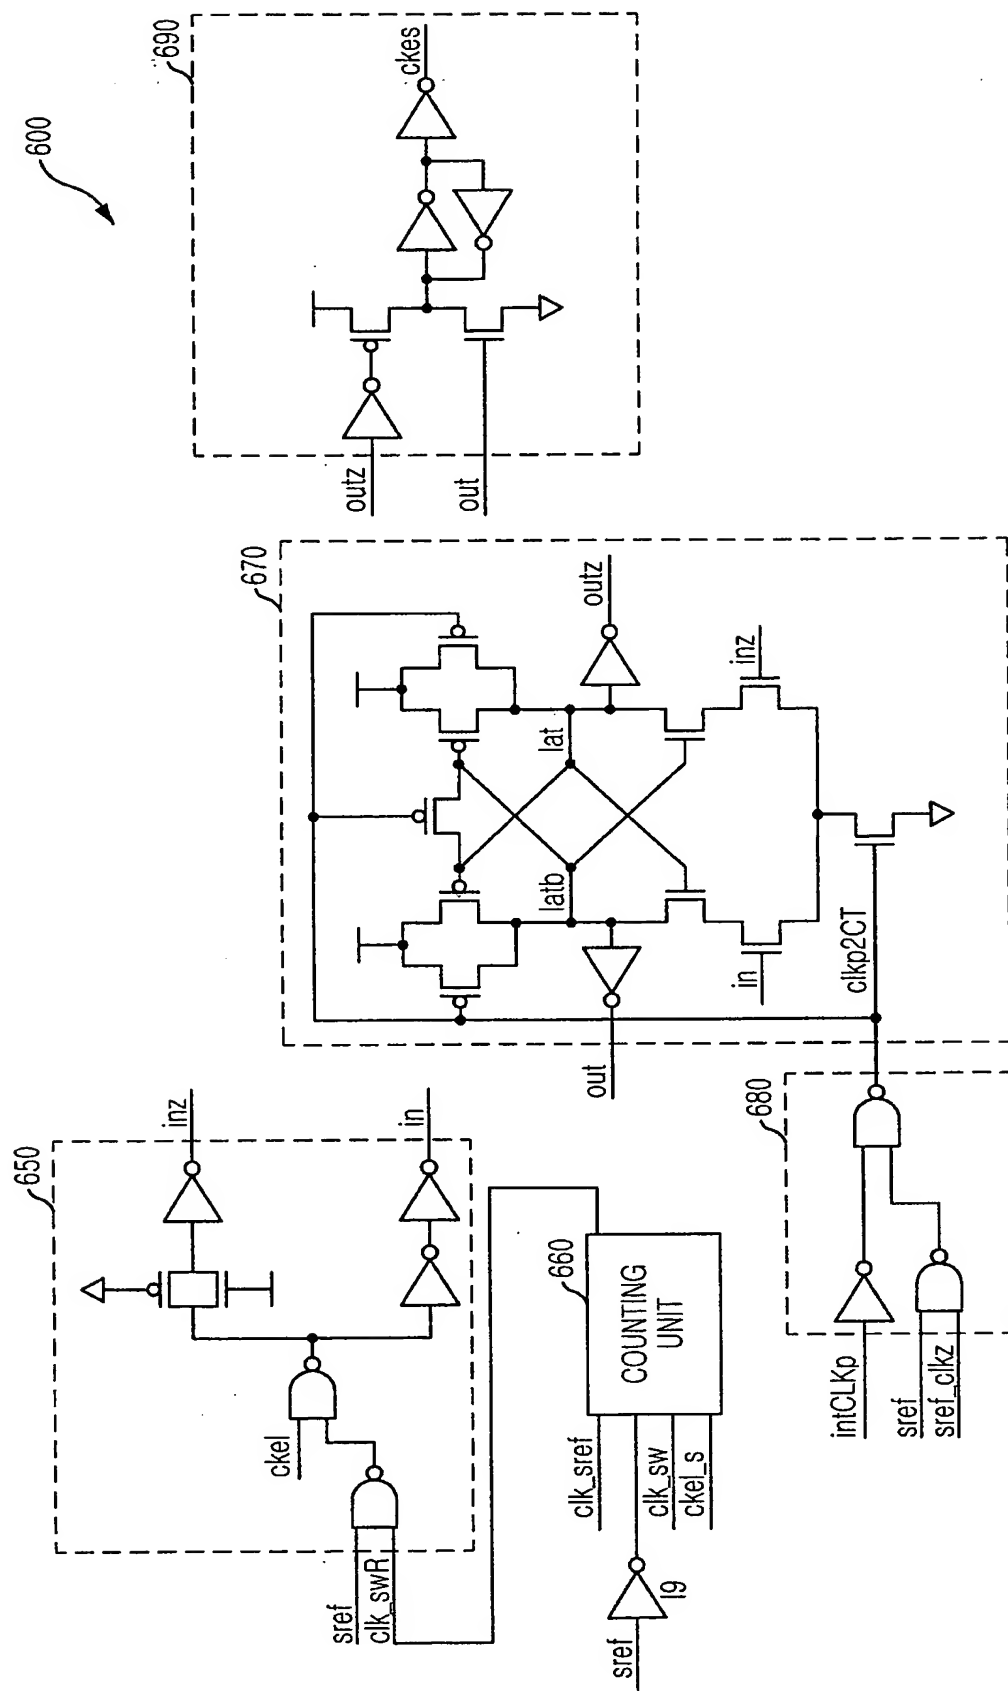 600
690
ckes
outz
out
670
outz
inz
lat
latb
in
clkp2CT
out
680
intCLKp
sref
sref_clkz
650
inz
in
ckel
sref
clk_swR
660
COUNTING
UNIT
clk_sref
clk_sw
ckel_s
I9
sref